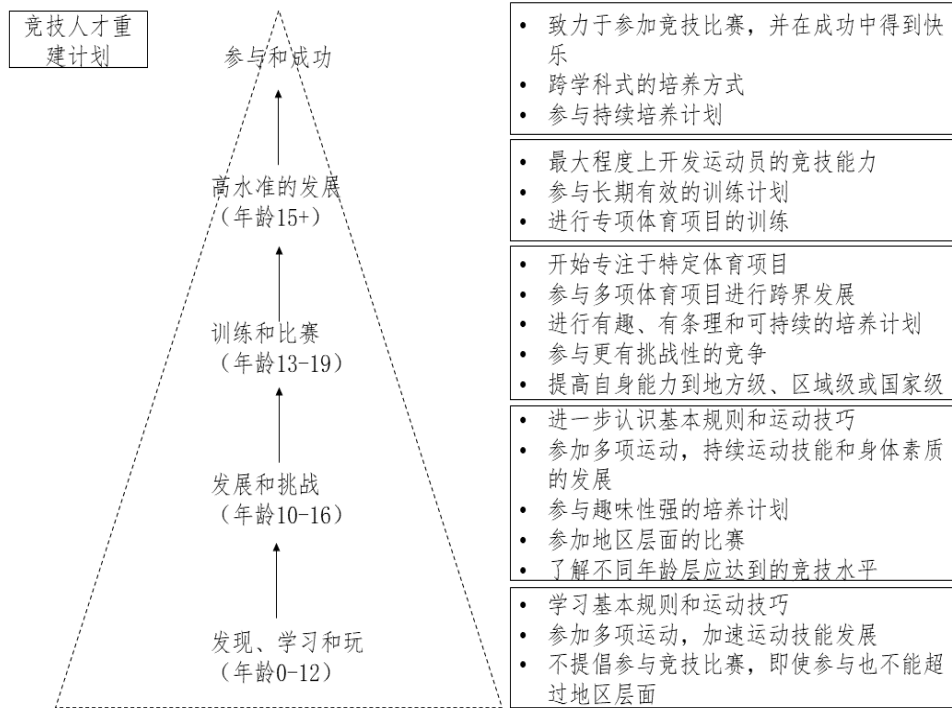 竞技人才重
建计划
参与和成功
• 致力于参加竞技比赛，并在成功中得到快
乐
• 跨学科式的培养方式
• 参与持续培养计划
高水准的发展
（年龄15+）
• 最大程度上开发运动员的竞技能力
• 参与长期有效的训练计划
• 进行专项体育项目的训练
训练和比赛
（年龄13-19）
• 开始专注于特定体育项目
• 参与多项体育项目进行跨界发展
• 进行有趣、有条理和可持续的培养计划
• 参与更有挑战性的竞争
• 提高自身能力到地方级、区域级或国家级
发展和挑战
（年龄10-16）
• 进一步认识基本规则和运动技巧
• 参加多项运动，持续运动技能和身体素质
的发展
• 参与趣味性强的培养计划
• 参加地区层面的比赛
• 了解不同年龄层应达到的竞技水平
发现、学习和玩
（年龄0-12）
• 学习基本规则和运动技巧
• 参加多项运动，加速运动技能发展
• 不提倡参与竞技比赛，即使参与也不能超
过地区层面